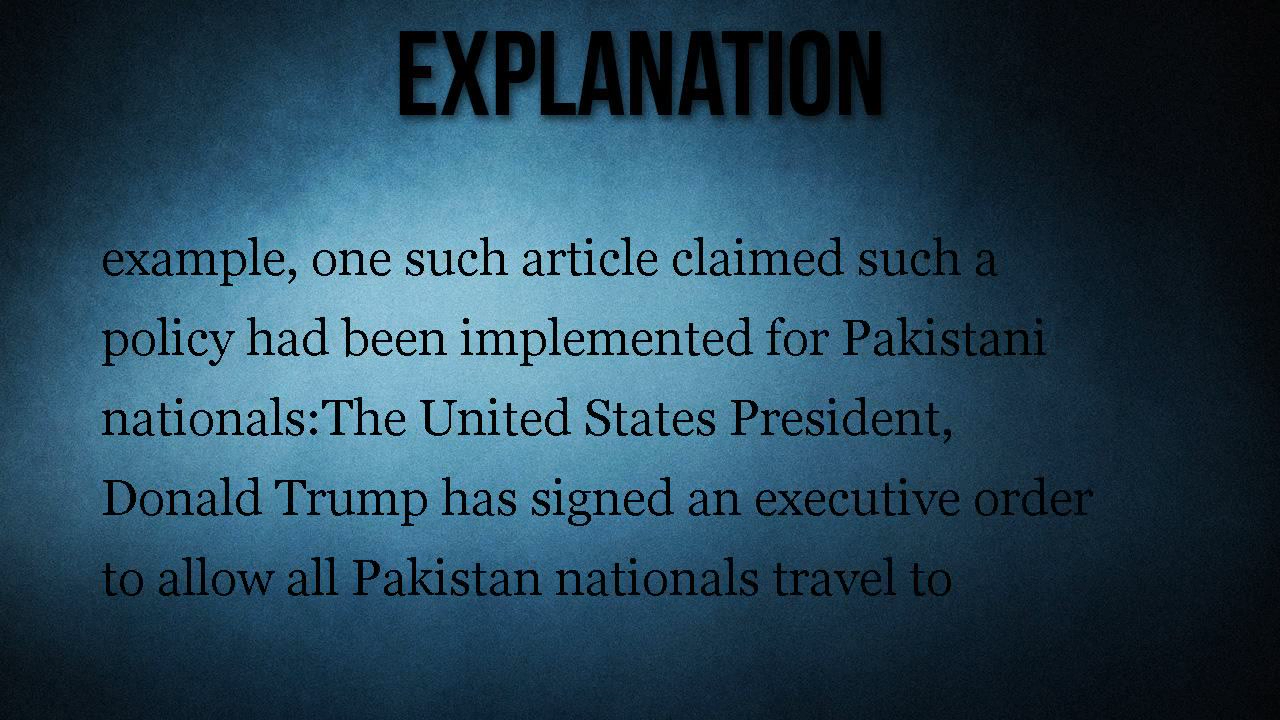 EXPLANATION
example, one such article claimed such a
policy had been implemented for Pakistani
nationals:The United States President,
Donald Trump has signed an executive order
to allow all Pakistan nationals travel to